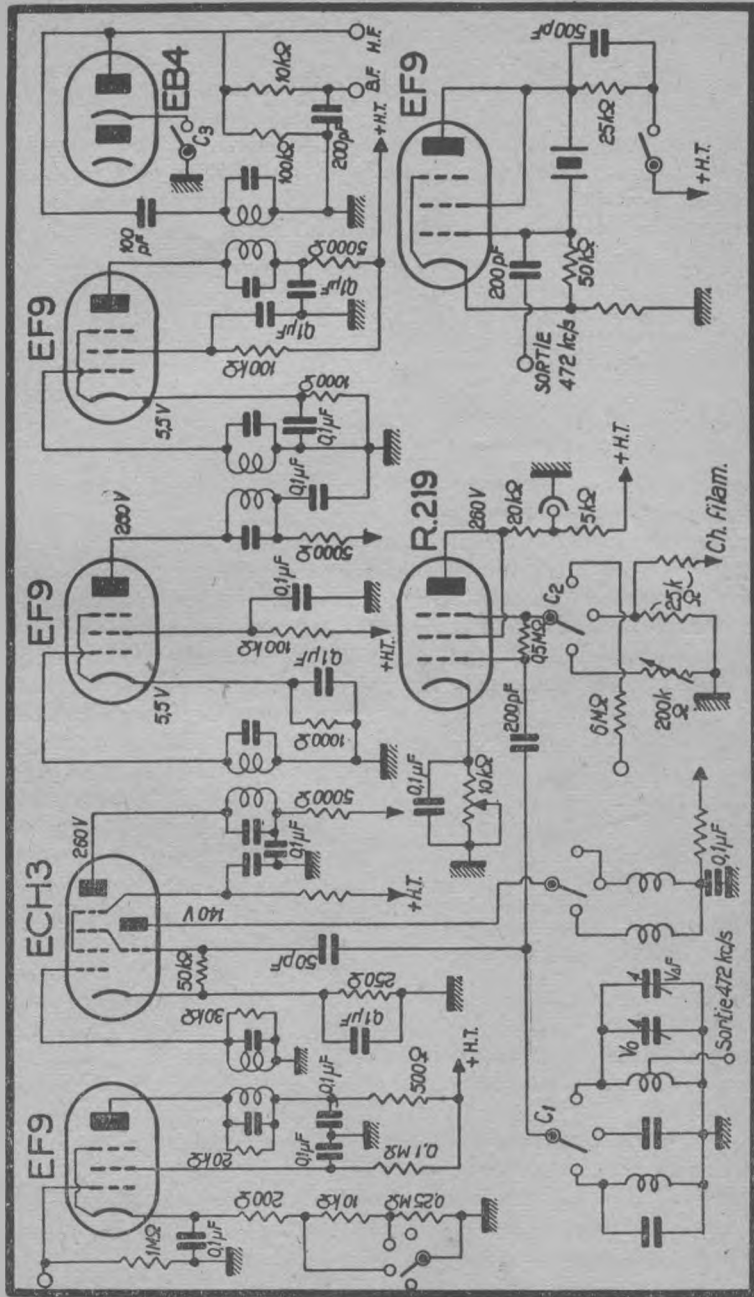 EF9
ECH3
EF9
EF9
EB4
C3
100
pF
10kΩ
100kΩ
200pF
B.F
H.F
+H.T.
5000Ω
0,1µF
0,1µF
100kΩ
5,5V
1000Ω
0,1µF
0,1µF
260V
5000Ω
0,1µF
100kΩ
+H.T.
5,5V
0,1µF
1000Ω
260V
140V
5000Ω
0,1µF
+H.T.
50kΩ
50pF
250Ω
0,1µF
30kΩ
20kΩ
0,1µF
0,1µF
500Ω
+H.T.
0,1MΩ
200Ω
10kΩ
0,25MΩ
1MΩ
0,1µF
C1
V0
VΔF
Sortie 472 kc/s
0,1µF
R.219
260V
20kΩ
5kΩ
+H.T.
0,5MΩ
200pF
0,1µF
10kΩ
C2
6MΩ
200k
Ω
25k
Ω
Ch. Filam.
EF9
500pF
25kΩ
+H.T.
200pF
50kΩ
SORTIE
472 kc/s